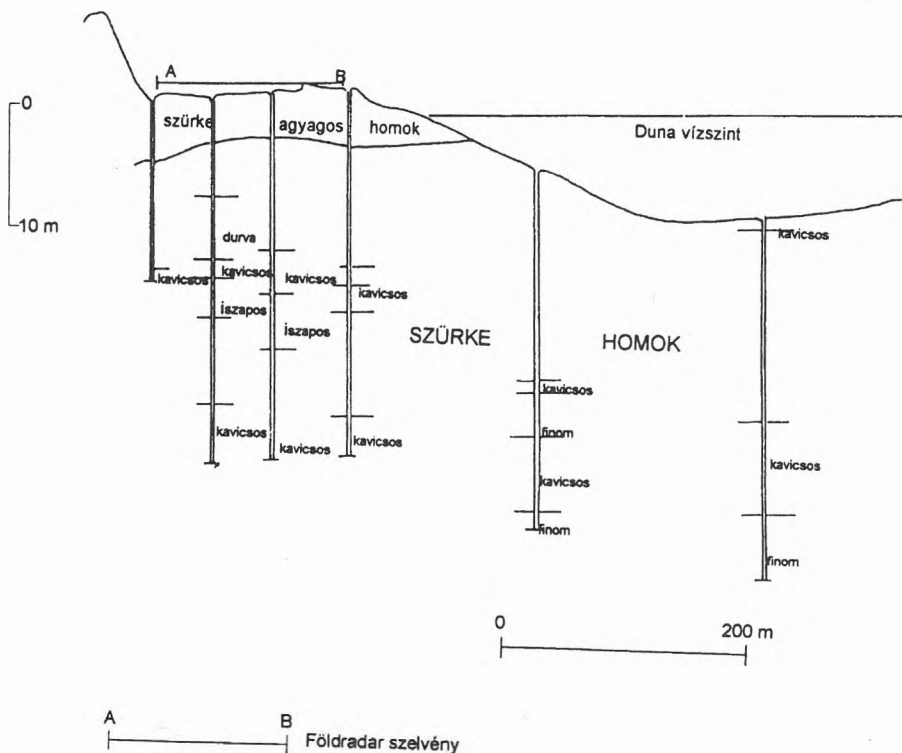 A B
0
szürke agyagos homok
Duna vízszint
10 m
kavicsos
durva
kavicsos kavicsos kavicsos kavicsos
iszapos iszapos
SZÜRKE HOMOK
kavicsos
finom
kavicsos kavicsos kavicsos kavicsos
kavicsos
finom
finom
0 200 m
A B
Földradar szelvény